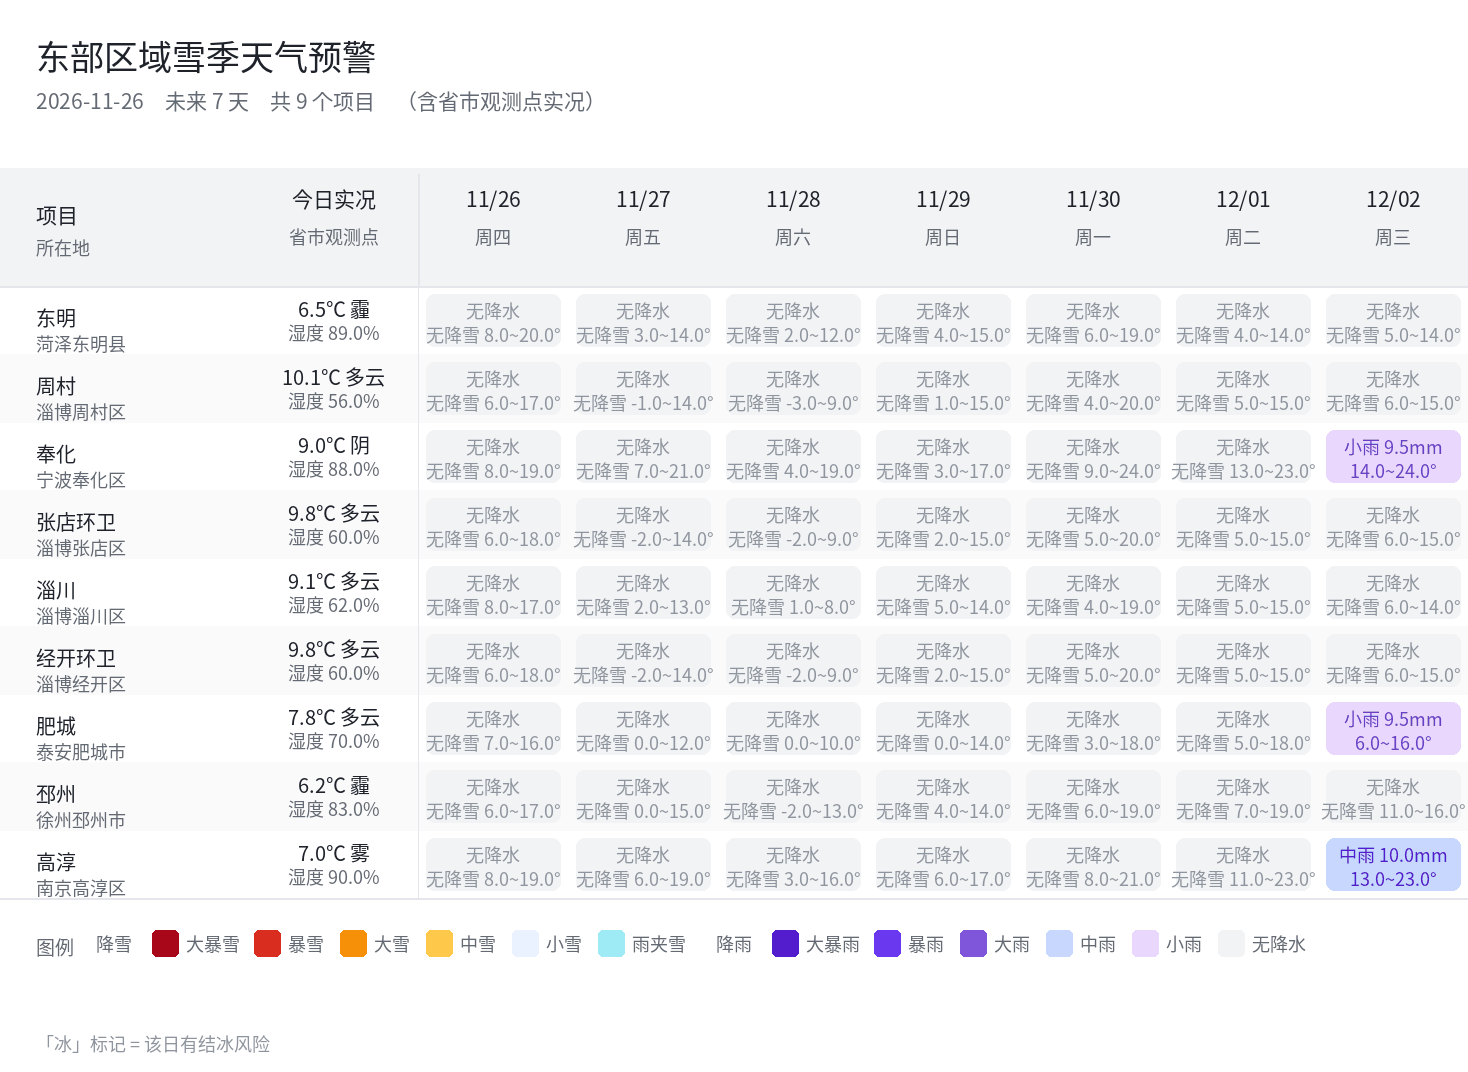 东部区域雪季天气预警
2026-11-26 未来 7 天 共 9 个项目 （含省市观测点实况）
项目 今日实况 11/26 11/27 11/28 11/29 11/30 12/01 12/02
所在地 省市观测点 周四 周五 周六 周日 周一 周二 周三
东明 6.5°C 霾 无降水 无降水 无降水 无降水 无降水 无降水 无降水
菏泽东明县 湿度 89.0% 无降雪 8.0~20.0° 无降雪 3.0~14.0° 无降雪 2.0~12.0° 无降雪 4.0~15.0° 无降雪 6.0~19.0° 无降雪 4.0~14.0° 无降雪 5.0~14.0°
周村 10.1°C 多云 无降水 无降水 无降水 无降水 无降水 无降水 无降水
淄博周村区 湿度 56.0% 无降雪 6.0~17.0° 无降雪 -1.0~14.0° 无降雪 -3.0~9.0° 无降雪 1.0~15.0° 无降雪 4.0~20.0° 无降雪 5.0~15.0° 无降雪 6.0~15.0°
奉化 9.0°C 阴 无降水 无降水 无降水 无降水 无降水 无降水 小雨 9.5mm
宁波奉化区 湿度 88.0% 无降雪 8.0~19.0° 无降雪 7.0~21.0° 无降雪 4.0~19.0° 无降雪 3.0~17.0° 无降雪 9.0~24.0° 无降雪 13.0~23.0° 14.0~24.0°
张店环卫 9.8°C 多云 无降水 无降水 无降水 无降水 无降水 无降水 无降水
淄博张店区 湿度 60.0% 无降雪 6.0~18.0° 无降雪 -2.0~14.0° 无降雪 -2.0~9.0° 无降雪 2.0~15.0° 无降雪 5.0~20.0° 无降雪 5.0~15.0° 无降雪 6.0~15.0°
淄川 9.1°C 多云 无降水 无降水 无降水 无降水 无降水 无降水 无降水
淄博淄川区 湿度 62.0% 无降雪 8.0~17.0° 无降雪 2.0~13.0° 无降雪 1.0~8.0° 无降雪 5.0~14.0° 无降雪 4.0~19.0° 无降雪 5.0~15.0° 无降雪 6.0~14.0°
经开环卫 9.8°C 多云 无降水 无降水 无降水 无降水 无降水 无降水 无降水
淄博经开区 湿度 60.0% 无降雪 6.0~18.0° 无降雪 -2.0~14.0° 无降雪 -2.0~9.0° 无降雪 2.0~15.0° 无降雪 5.0~20.0° 无降雪 5.0~15.0° 无降雪 6.0~15.0°
肥城 7.8°C 多云 无降水 无降水 无降水 无降水 无降水 无降水 小雨 9.5mm
泰安肥城市 湿度 70.0% 无降雪 7.0~16.0° 无降雪 0.0~12.0° 无降雪 0.0~10.0° 无降雪 0.0~14.0° 无降雪 3.0~18.0° 无降雪 5.0~18.0° 6.0~16.0°
邳州 6.2°C 霾 无降水 无降水 无降水 无降水 无降水 无降水 无降水
徐州邳州市 湿度 83.0% 无降雪 6.0~17.0° 无降雪 0.0~15.0° 无降雪 -2.0~13.0° 无降雪 4.0~14.0° 无降雪 6.0~19.0° 无降雪 7.0~19.0° 无降雪 11.0~16.0°
高淳 7.0°C 雾 无降水 无降水 无降水 无降水 无降水 无降水 中雨 10.0mm
南京高淳区 湿度 90.0% 无降雪 8.0~19.0° 无降雪 6.0~19.0° 无降雪 3.0~16.0° 无降雪 6.0~17.0° 无降雪 8.0~21.0° 无降雪 11.0~23.0° 13.0~23.0°
图例 降雪 大暴雪 暴雪 大雪 中雪 小雪 雨夹雪 降雨 大暴雨 暴雨 大雨 中雨 小雨 无降水
「冰」标记 = 该日有结冰风险